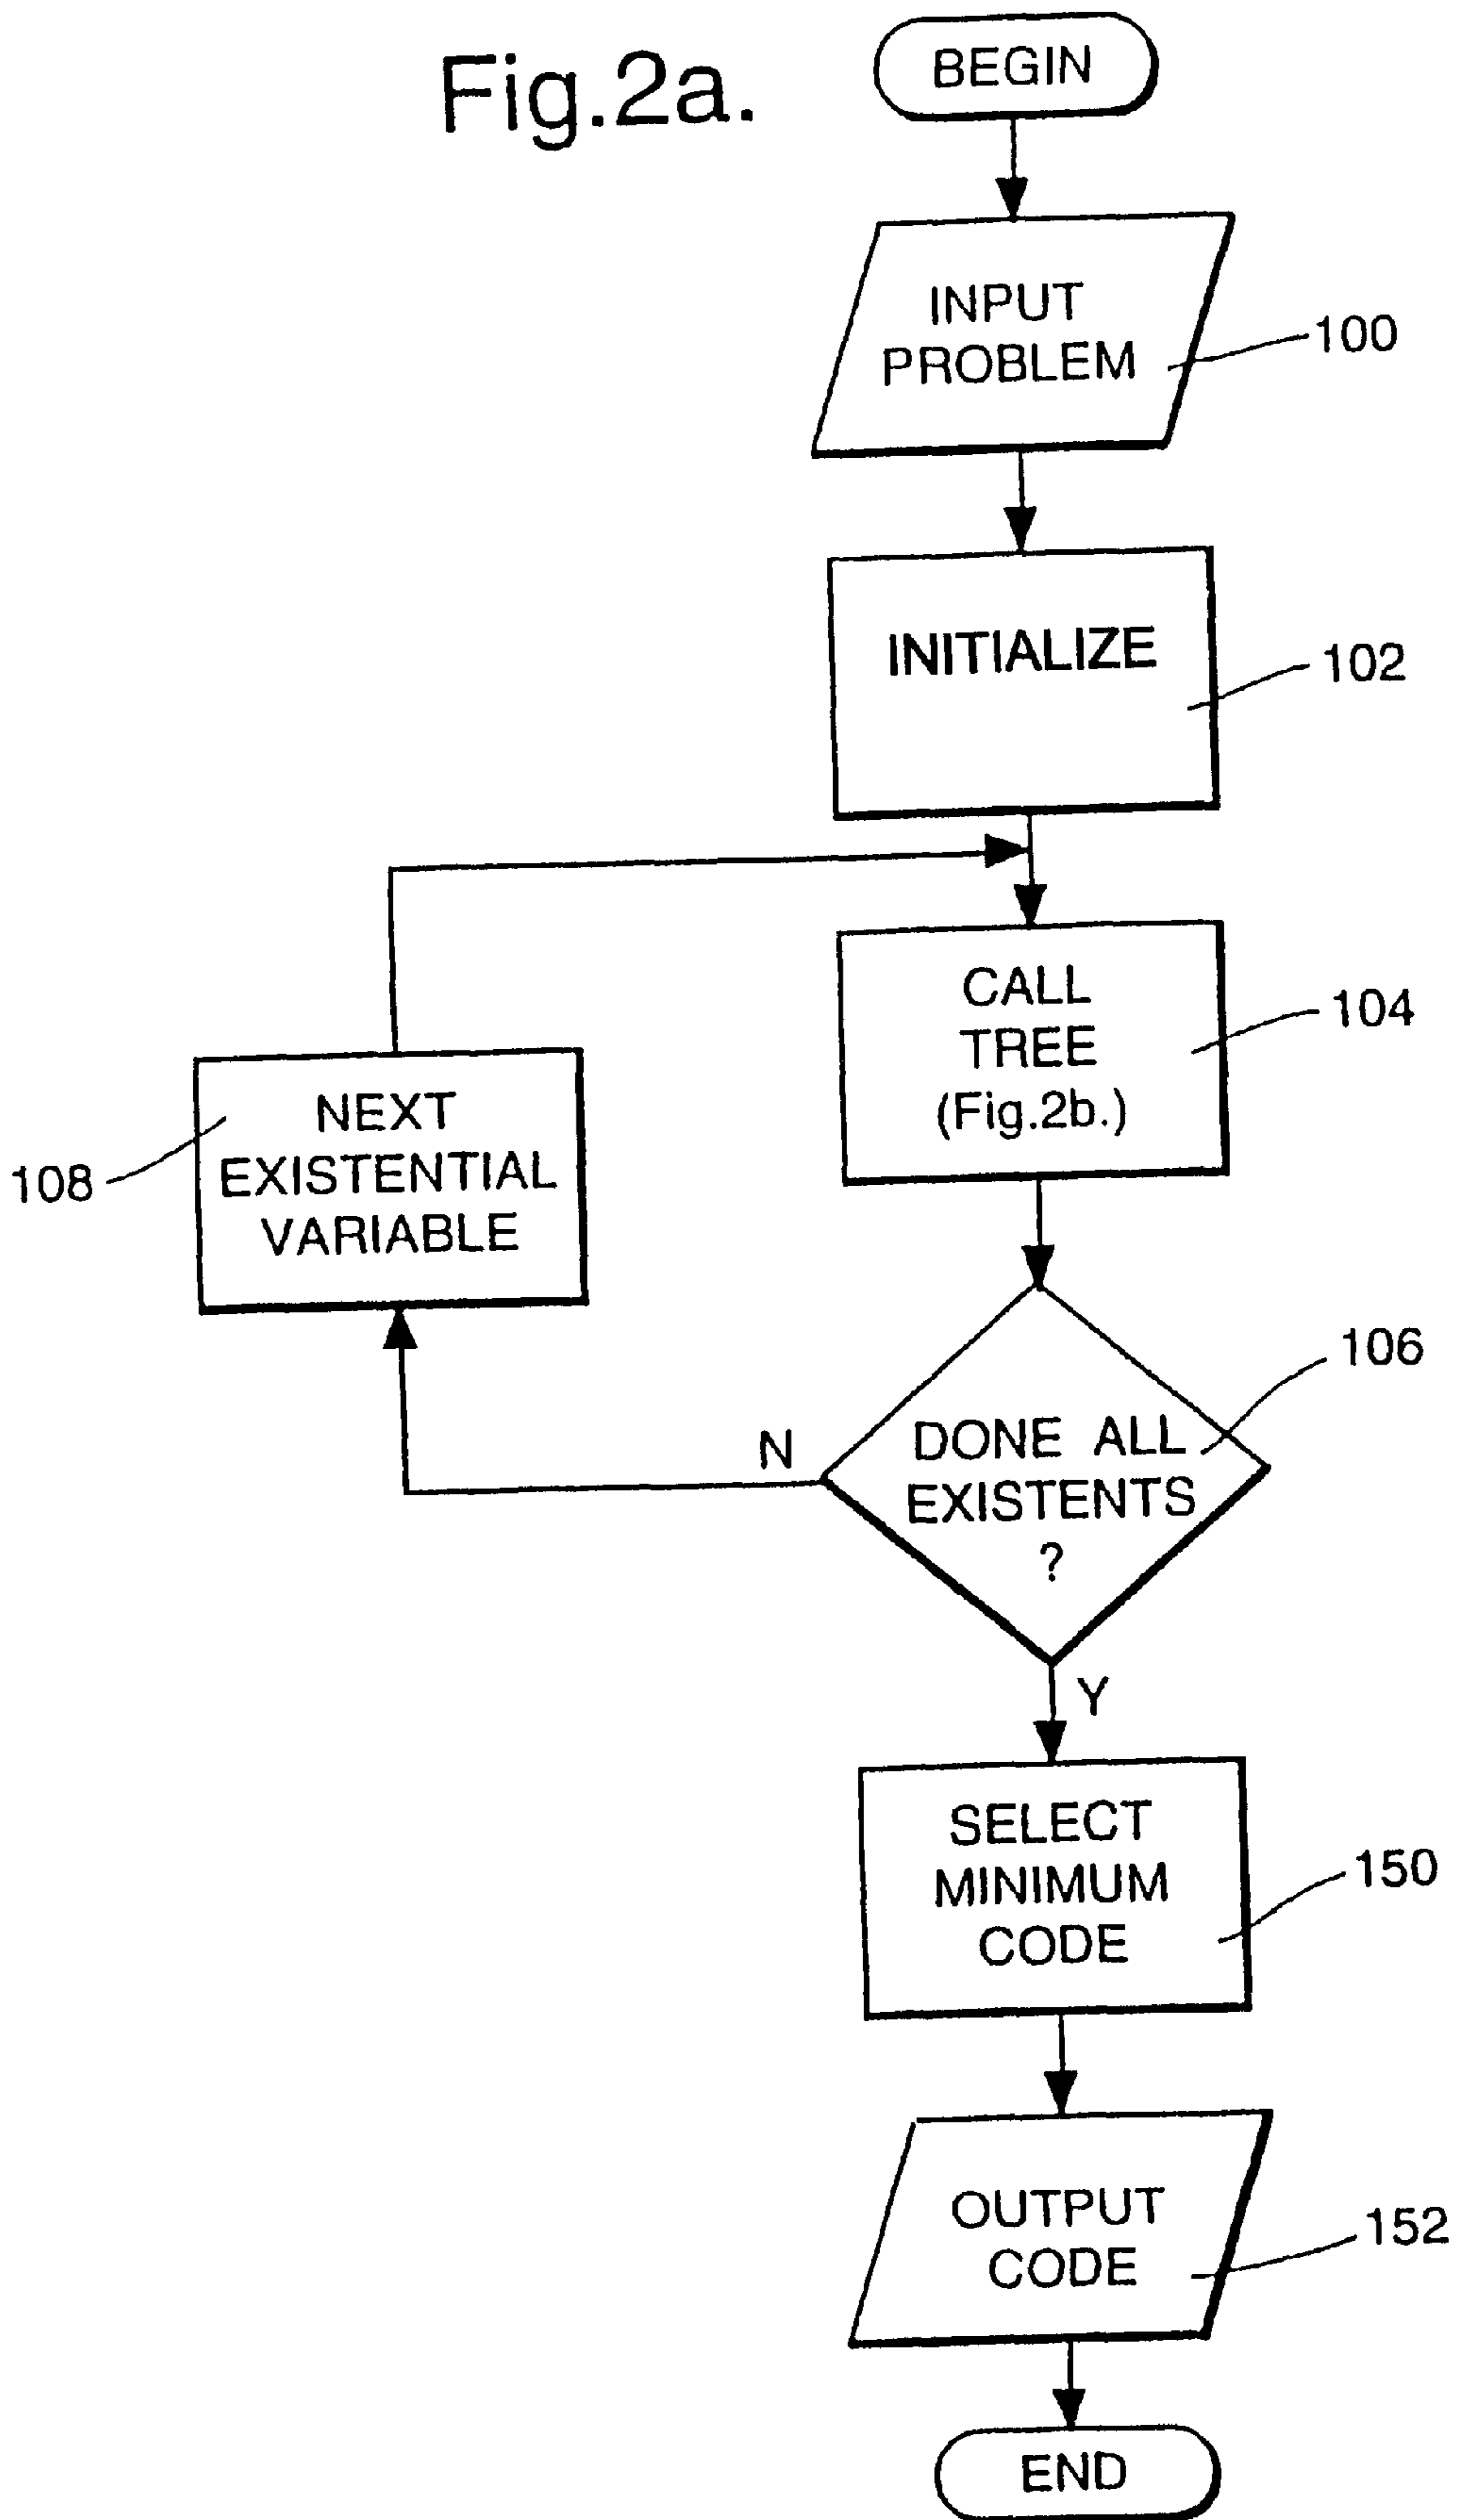 Fig.2a.
BEGIN
INPUT
PROBLEM
100
INITIALIZE
102
CALL
TREE
(Fig.2b.)
104
NEXT
EXISTENTIAL
VARIABLE
108
DONE ALL
EXISTENTS
?
106
N
Y
SELECT
MINIMUM
CODE
150
OUTPUT
CODE
152
END